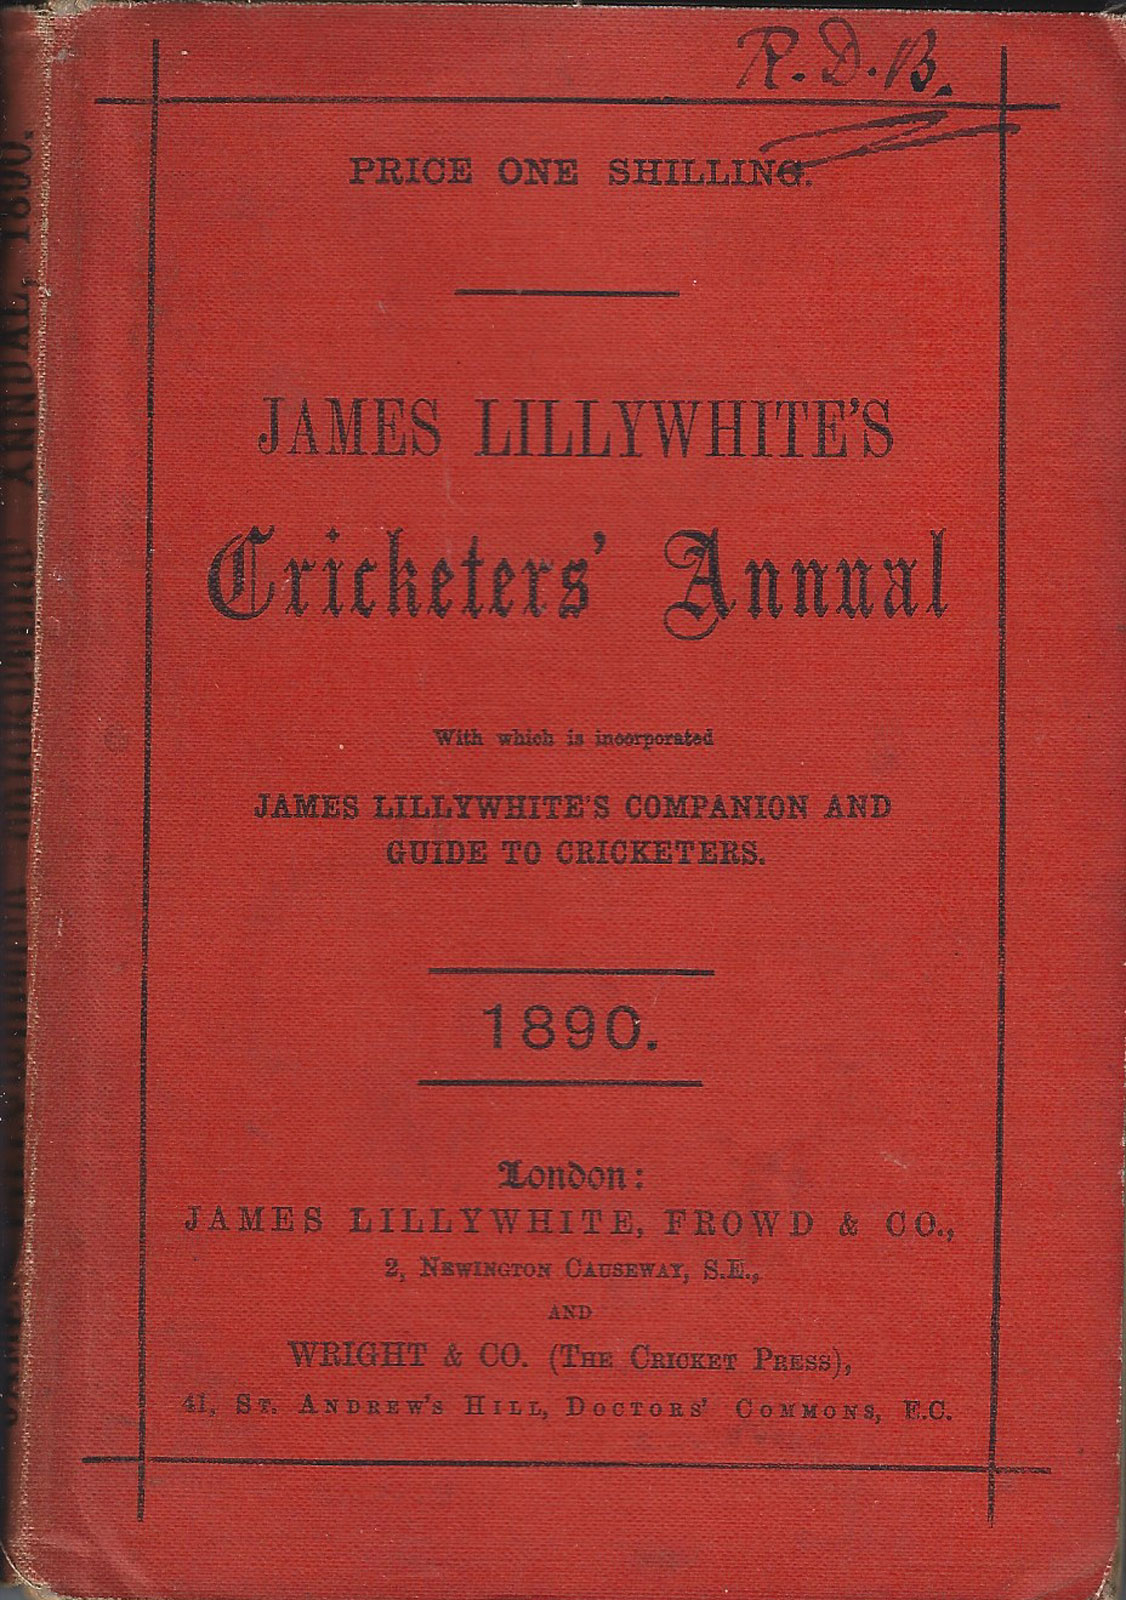 R.D.B.
PRICE ONE SHILLING.
JAMES LILLYWHITE'S
Cricketers' Annual
With which is incorporated
JAMES LILLYWHITE'S COMPANION AND
GUIDE TO CRICKETERS.
1890.
London:
JAMES LILLYWHITE, FROWD & CO.,
2, NEWINGTON CAUSEWAY, S.E.,
AND
WRIGHT & CO. (THE CRICKET PRESS),
41, ST. ANDREW'S HILL, DOCTORS' COMMONS, E.C.
ANNUAL, 1890.